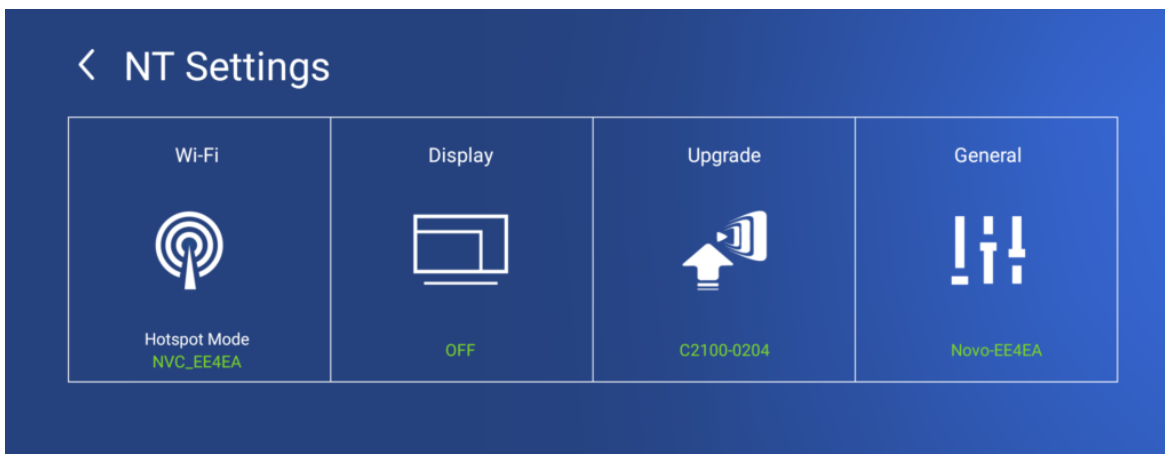 NT Settings
Wi-Fi
Hotspot Mode
NVC_EE4EA
Display
OFF
Upgrade
C2100-0204
General
Novo-EE4EA